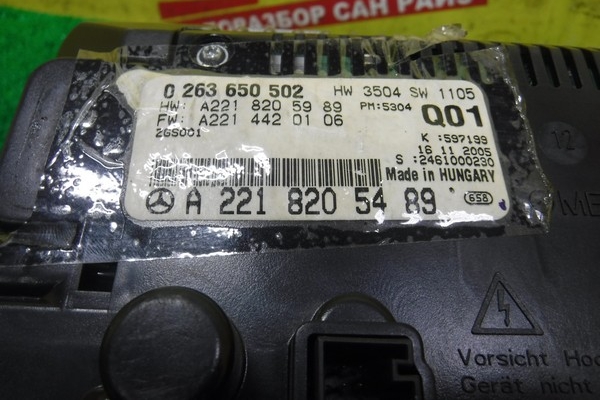 РАЗБОР САН РАЙЗ
0 263 650 502 HW 3504 SW 1105
HW: A221 820 59 89 PM:5304 Q01
FW: A221 442 01 06
2GS001 K :597199
16 11 2005
S :2461000230
Made in HUNGARY
A 221 820 54 89 658
12
Vorsicht
Gerät nicht